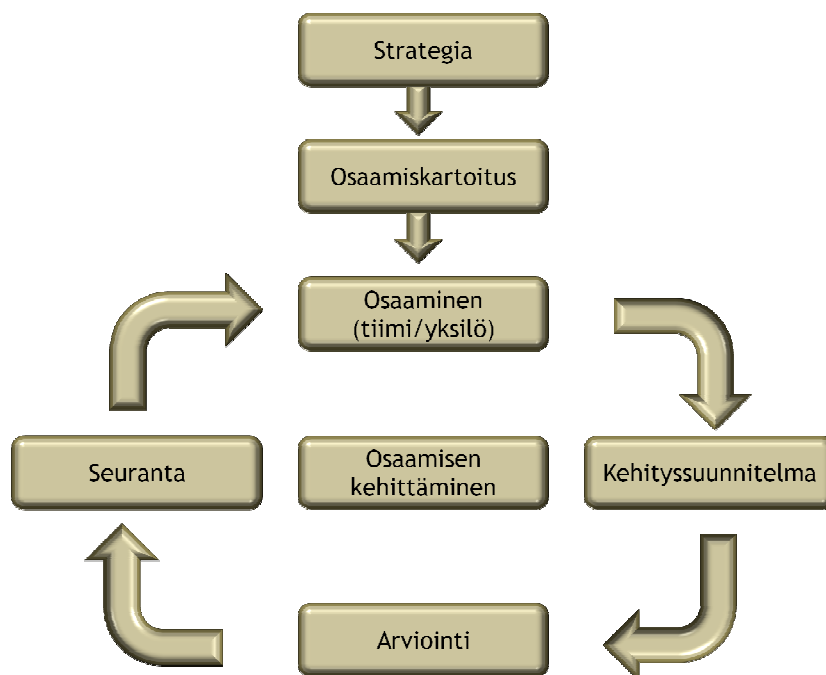 Strategia
Osaamiskartoitus
Osaaminen
(tiimi/yksilö)
Seuranta
Osaamisen
kehittäminen
Kehityssuunnitelma
Arviointi